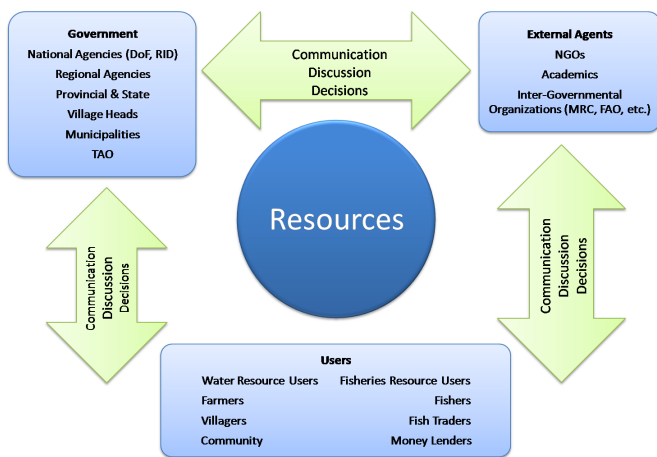 Government
National Agencies (DoF, RID)
Regional Agencies
Provincial & State
Village Heads
Municipalities
TAO
Communication
Discussion
Decisions
External Agents
NGOs
Academics
Inter-Governmental
Organizations (MRC, FAO, etc.)
Resources
Communication
Discussion
Decisions
Communication
Discussion
Decisions
Users
Water Resource Users Fisheries Resource Users
Farmers Fishers
Villagers Fish Traders
Community Money Lenders